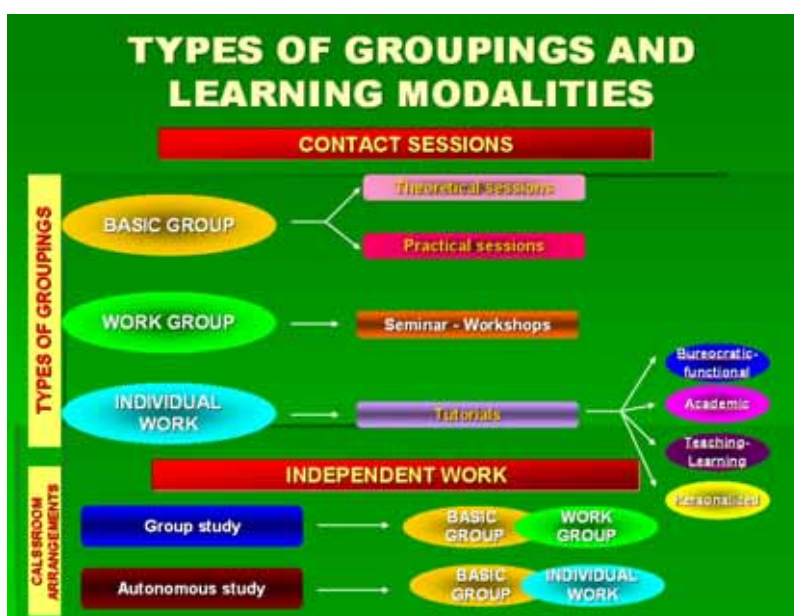 TYPES OF GROUPINGS AND
LEARNING MODALITIES
CONTACT SESSIONS
TYPES OF GROUPINGS
BASIC GROUP
Theoretical sessions
Practical sessions
WORK GROUP
Seminar - Workshops
INDIVIDUAL
WORK
Tutorials
Bureocratic-
functional
Academic
Teaching-
Learning
INDEPENDENT WORK
CALSSROOM
ARRANGEMENTS
Group study
BASIC
GROUP
WORK
GROUP
Autonomous study
BASIC
GROUP
INDIVIDUAL
WORK